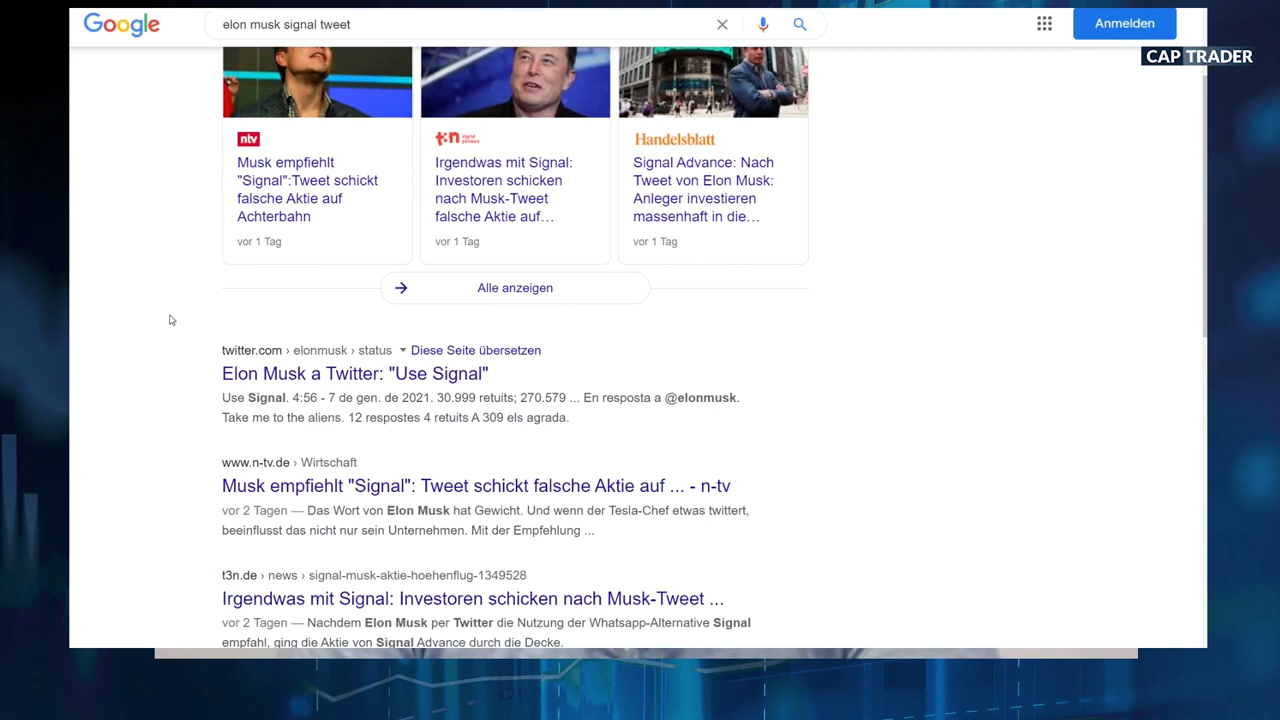 Google
elon musk signal tweet
Anmelden
CAP TRADER
ntv
Musk empfiehlt
"Signal":Tweet schickt
falsche Aktie auf
Achterbahn
vor 1 Tag
t3n digital pioneers
Irgendwas mit Signal:
Investoren schicken
nach Musk-Tweet
falsche Aktie auf…
vor 1 Tag
Handelsblatt
Signal Advance: Nach
Tweet von Elon Musk:
Anleger investieren
massenhaft in die…
vor 1 Tag
Alle anzeigen
twitter.com › elonmusk › status Diese Seite übersetzen
Elon Musk a Twitter: "Use Signal"
Use Signal. 4:56 - 7 de gen. de 2021. 30.999 retuits; 270.579 ... En resposta a @elonmusk.
Take me to the aliens. 12 respostes 4 retuits A 309 els agrada.
www.n-tv.de › Wirtschaft
Musk empfiehlt "Signal": Tweet schickt falsche Aktie auf ... - n-tv
vor 2 Tagen — Das Wort von Elon Musk hat Gewicht. Und wenn der Tesla-Chef etwas twittert,
beeinflusst das nicht nur sein Unternehmen. Mit der Empfehlung ...
t3n.de › news › signal-musk-aktie-hoehenflug-1349528
Irgendwas mit Signal: Investoren schicken nach Musk-Tweet ...
vor 2 Tagen — Nachdem Elon Musk per Twitter die Nutzung der Whatsapp-Alternative Signal
empfahl, ging die Aktie von Signal Advance durch die Decke.